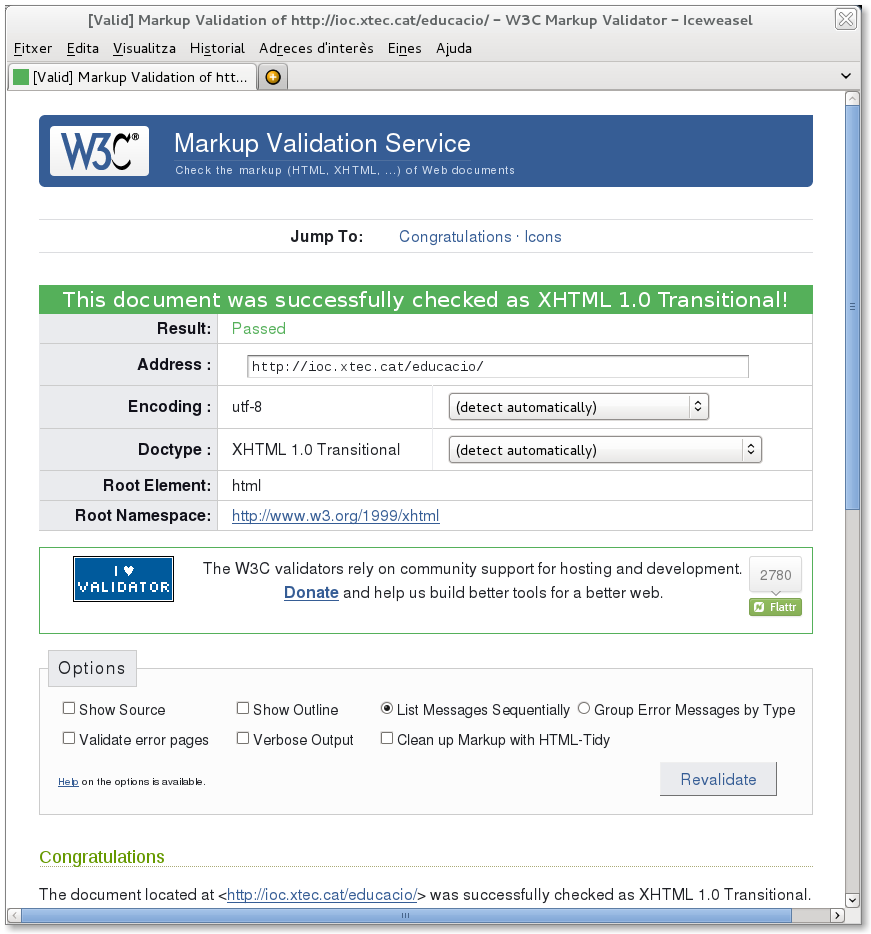 [Valid] Markup Validation of http://ioc.xtec.cat/educacio/ - W3C Markup Validator - Iceweasel
Fitxer Edita Visualitza Historial Adreces d'interès Eines Ajuda
[Valid] Markup Validation of htt...
W3C® Markup Validation Service
Check the markup (HTML, XHTML, ...) of Web documents
Jump To: Congratulations · Icons
This document was successfully checked as XHTML 1.0 Transitional!
Result: Passed
Address : http://ioc.xtec.cat/educacio/
Encoding : utf-8 (detect automatically)
Doctype : XHTML 1.0 Transitional (detect automatically)
Root Element: html
Root Namespace: http://www.w3.org/1999/xhtml
I ♥ VALIDATOR
The W3C validators rely on community support for hosting and development.
Donate and help us build better tools for a better web.
2780
Flattr
Options
Show Source Show Outline List Messages Sequentially Group Error Messages by Type
Validate error pages Verbose Output Clean up Markup with HTML-Tidy
Help on the options is available.
Revalidate
Congratulations
The document located at <http://ioc.xtec.cat/educacio/> was successfully checked as XHTML 1.0 Transitional.